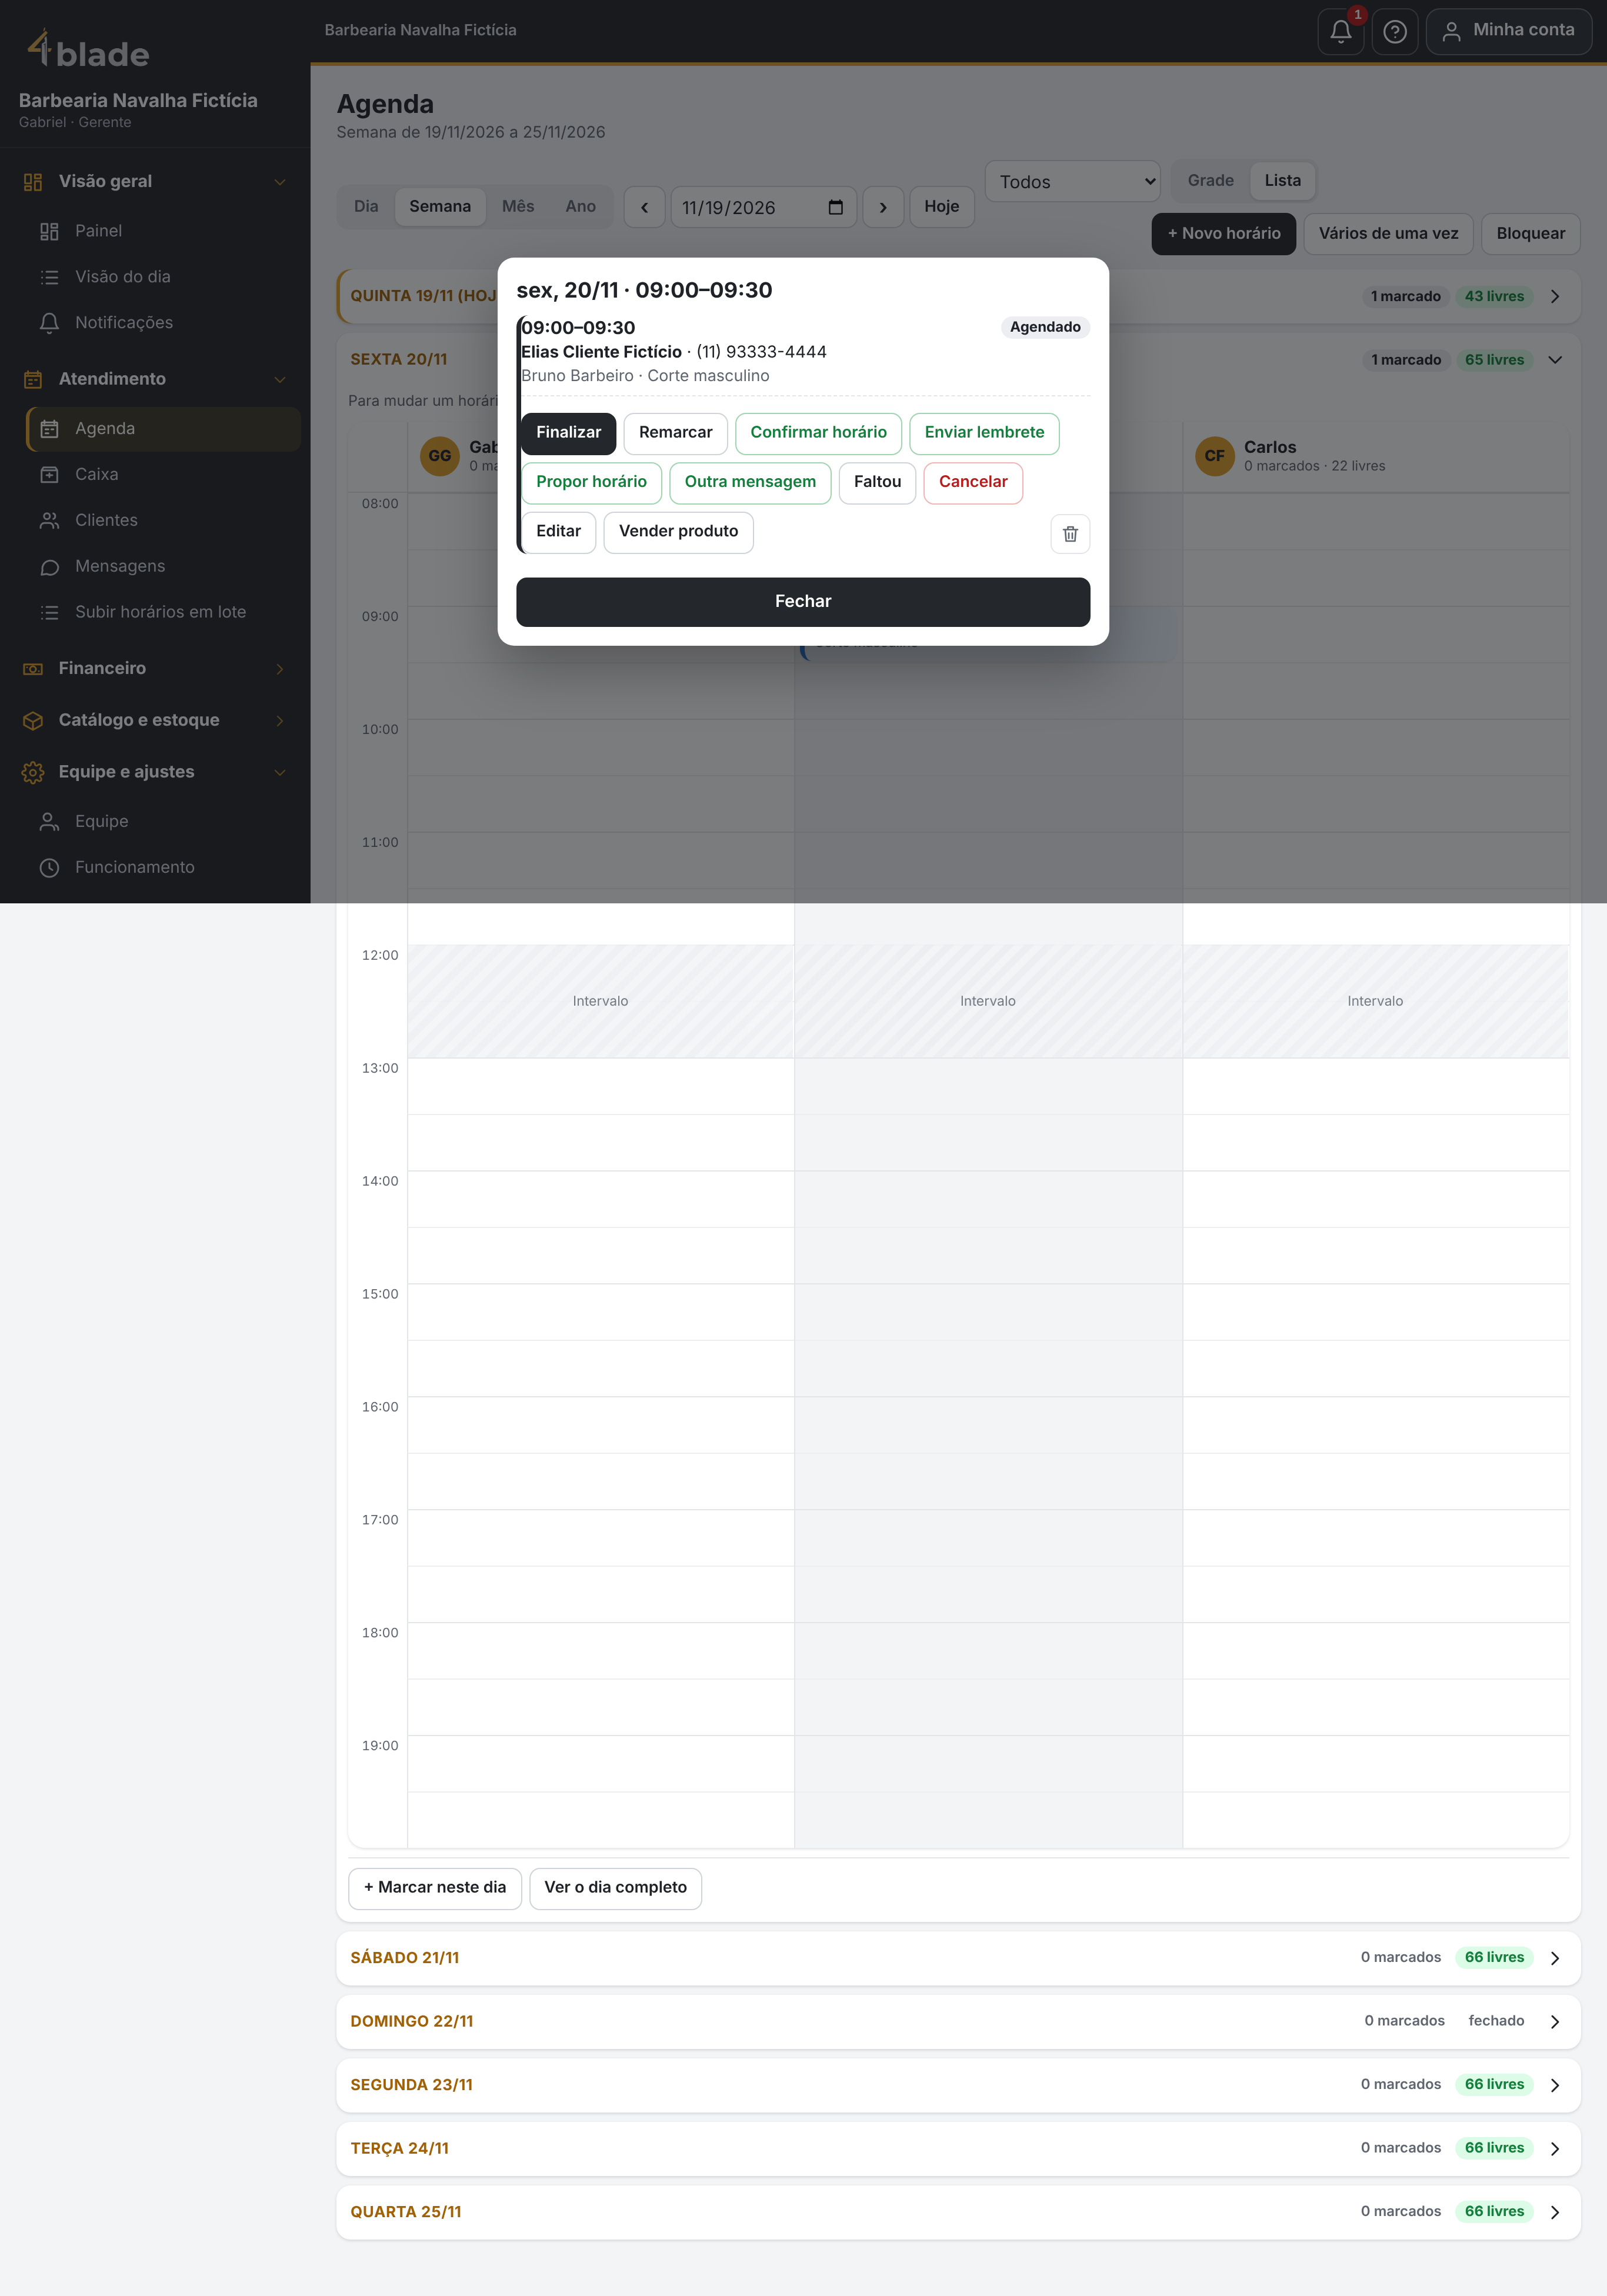 4blade
Barbearia Navalha Fictícia
Gabriel · Gerente
Visão geral
Painel
Visão do dia
Notificações
Atendimento
Agenda
Caixa
Clientes
Mensagens
Subir horários em lote
Financeiro
Catálogo e estoque
Equipe e ajustes
Equipe
Funcionamento
Barbearia Navalha Fictícia
1
Minha conta
Agenda
Semana de 19/11/2026 a 25/11/2026
Dia Semana Mês Ano
11/19/2026
Hoje
Todos
Grade Lista
+ Novo horário
Vários de uma vez
Bloquear
QUINTA 19/11 (HOJ
1 marcado 43 livres
SEXTA 20/11
1 marcado 65 livres
Para mudar um horári
GG
Gab
0 ma
CF
Carlos
0 marcados · 22 livres
sex, 20/11 · 09:00–09:30
09:00–09:30
Agendado
Elias Cliente Fictício · (11) 93333-4444
Bruno Barbeiro · Corte masculino
Finalizar
Remarcar
Confirmar horário
Enviar lembrete
Propor horário
Outra mensagem
Faltou
Cancelar
Editar
Vender produto
Fechar
08:00
09:00
10:00
11:00
12:00
Intervalo Intervalo Intervalo
13:00
14:00
15:00
16:00
17:00
18:00
19:00
+ Marcar neste dia
Ver o dia completo
SÁBADO 21/11
0 marcados 66 livres
DOMINGO 22/11
0 marcados fechado
SEGUNDA 23/11
0 marcados 66 livres
TERÇA 24/11
0 marcados 66 livres
QUARTA 25/11
0 marcados 66 livres